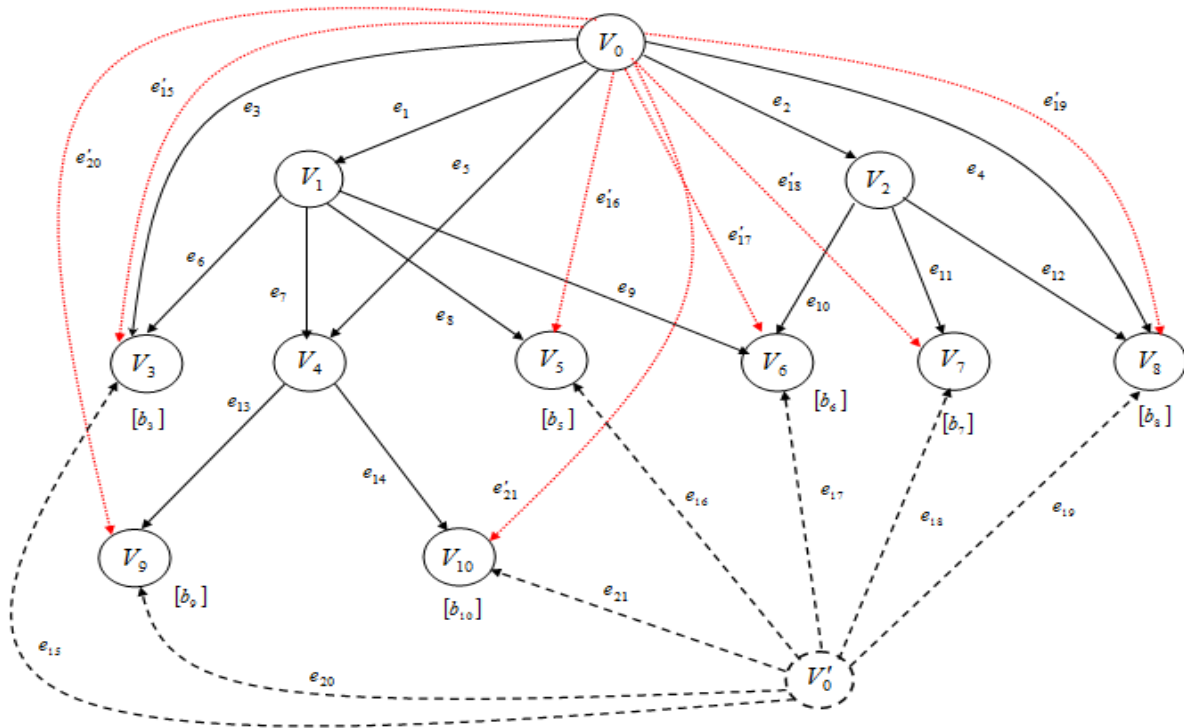 V₀
e′₁₅
e₃
e₁
e₂
e′₁₉
e′₂₀
e₅
e₄
V₁
V₂
e′₁₆
e′₁₈
e′₁₇
e₆
e₇
e₈
e₉
e₁₀
e₁₁
e₁₂
V₃
V₄
V₅
V₆
V₇
V₈
[b₃]
e₁₃
[b₅]
[b₆]
[b₇]
[b₈]
e₁₄
e′₂₁
e₁₆
e₁₇
e₁₈
e₁₉
V₉
V₁₀
[b₉]
[b₁₀]
e₂₁
e₁₅
e₂₀
V′₀